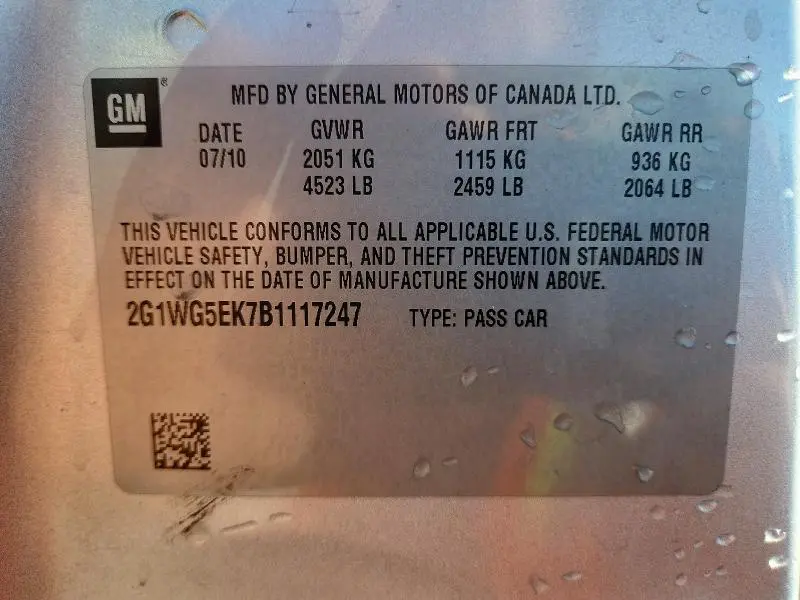 GM ®
MFD BY GENERAL MOTORS OF CANADA LTD.
DATE GVWR GAWR FRT GAWR RR
07/10 2051 KG 1115 KG 936 KG
4523 LB 2459 LB 2064 LB
THIS VEHICLE CONFORMS TO ALL APPLICABLE U.S. FEDERAL MOTOR
VEHICLE SAFETY, BUMPER, AND THEFT PREVENTION STANDARDS IN
EFFECT ON THE DATE OF MANUFACTURE SHOWN ABOVE.
2G1WG5EK7B1117247 TYPE: PASS CAR